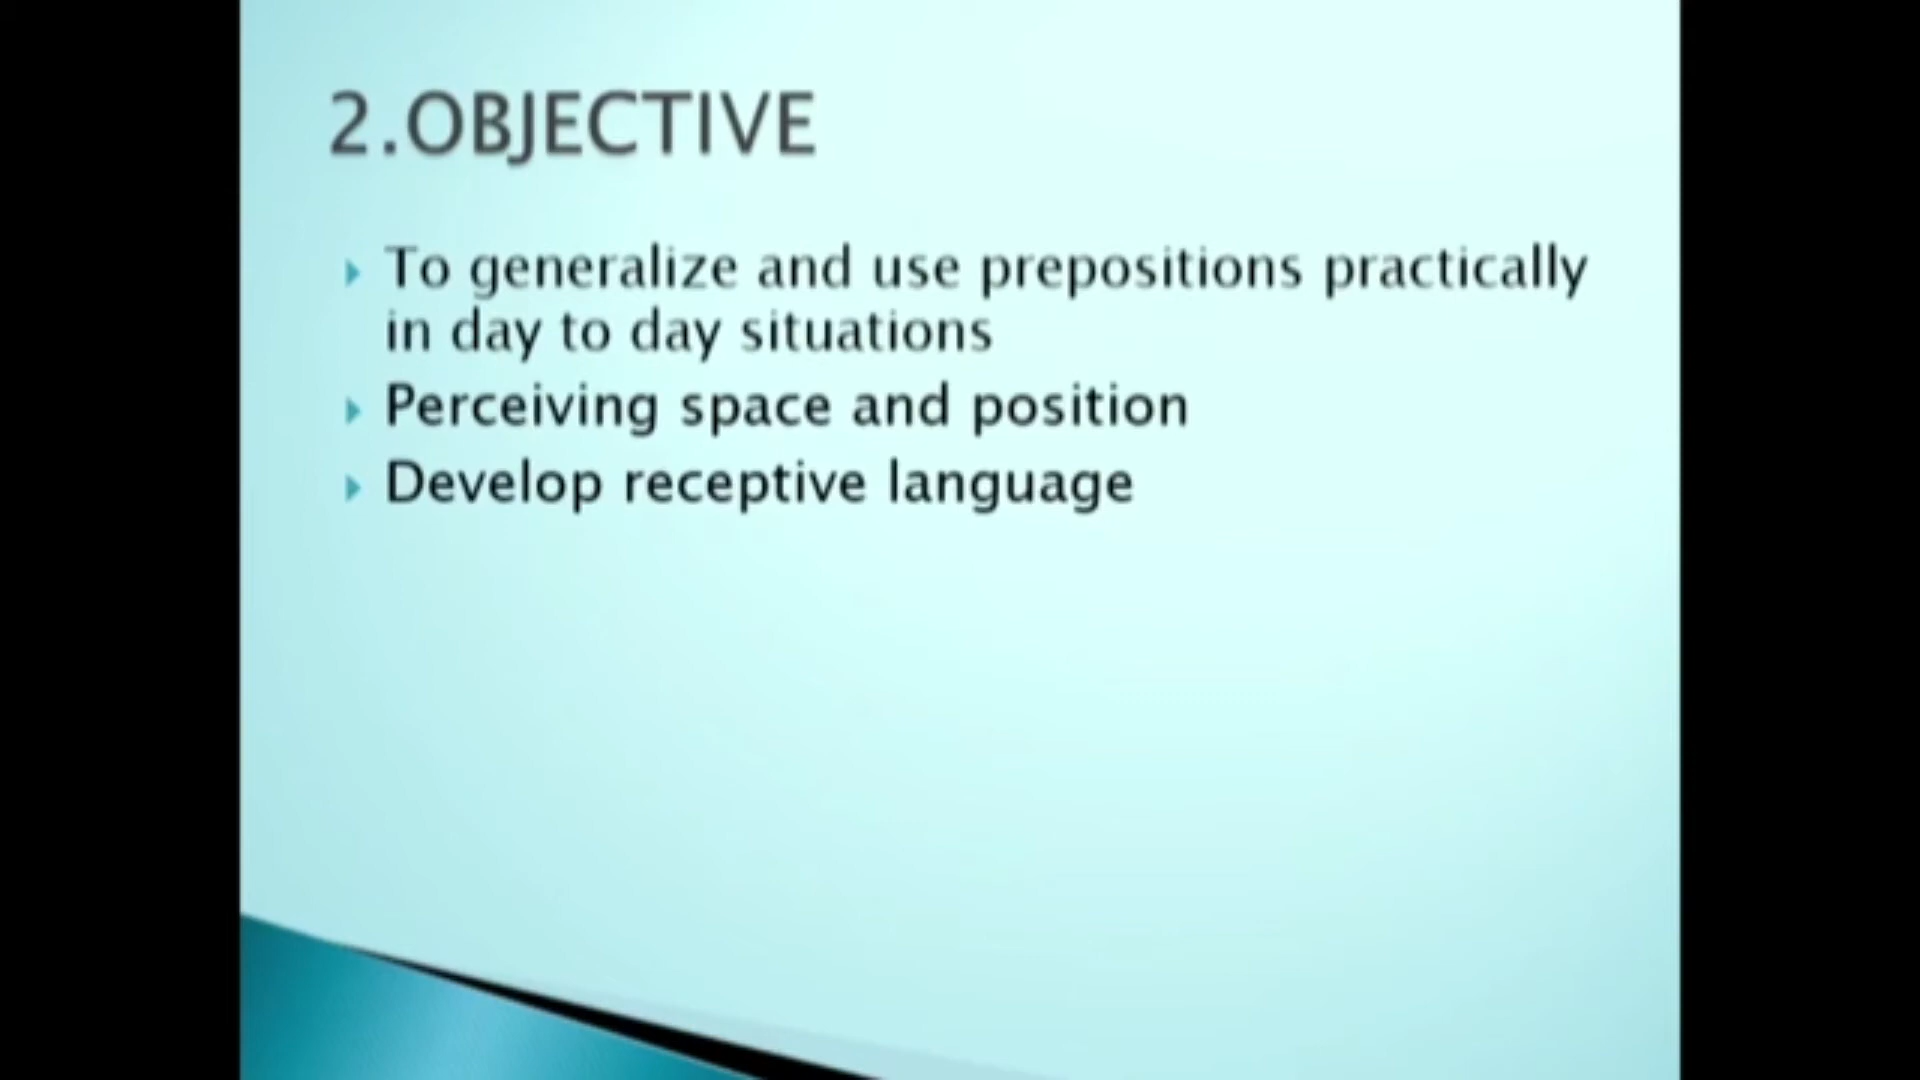 2.OBJECTIVE
To generalize and use prepositions practically
in day to day situations
Perceiving space and position
Develop receptive language